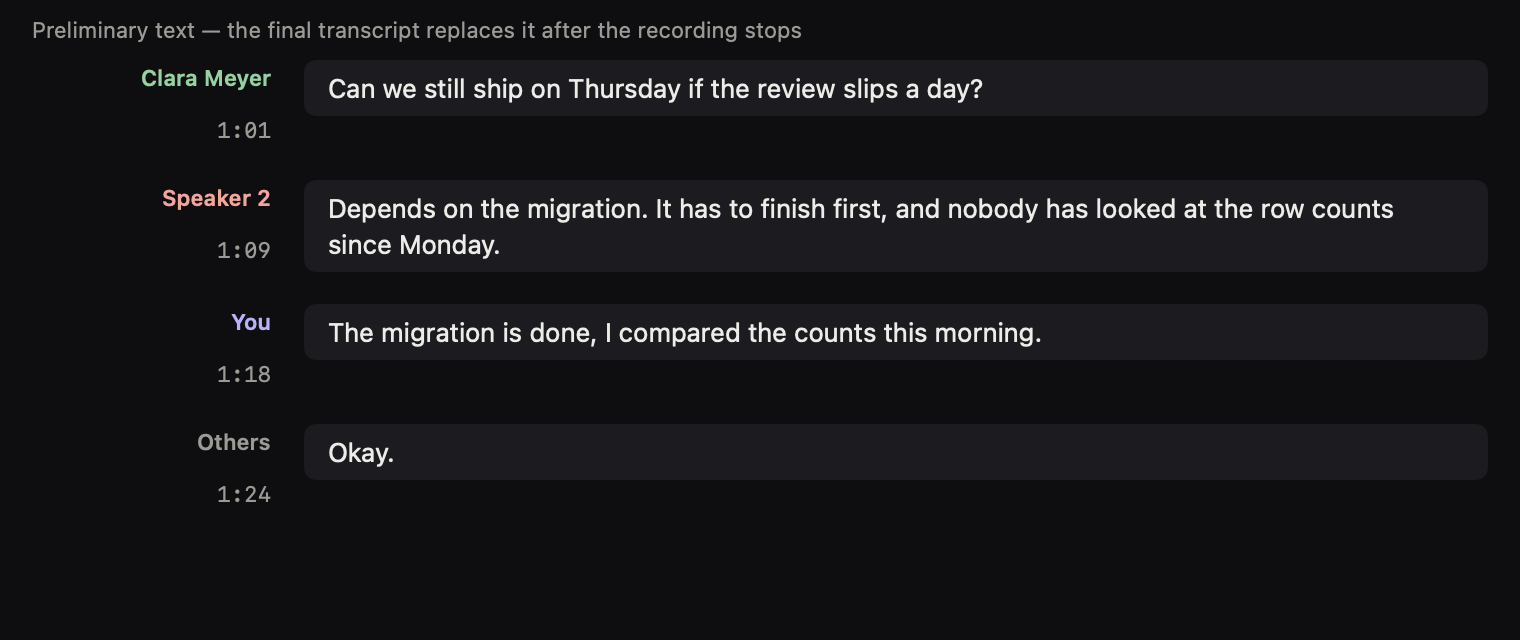 Preliminary text — the final transcript replaces it after the recording stops
Clara Meyer
Can we still ship on Thursday if the review slips a day?
1:01
Speaker 2
Depends on the migration. It has to finish first, and nobody has looked at the row counts
since Monday.
1:09
You
The migration is done, I compared the counts this morning.
1:18
Others
Okay.
1:24